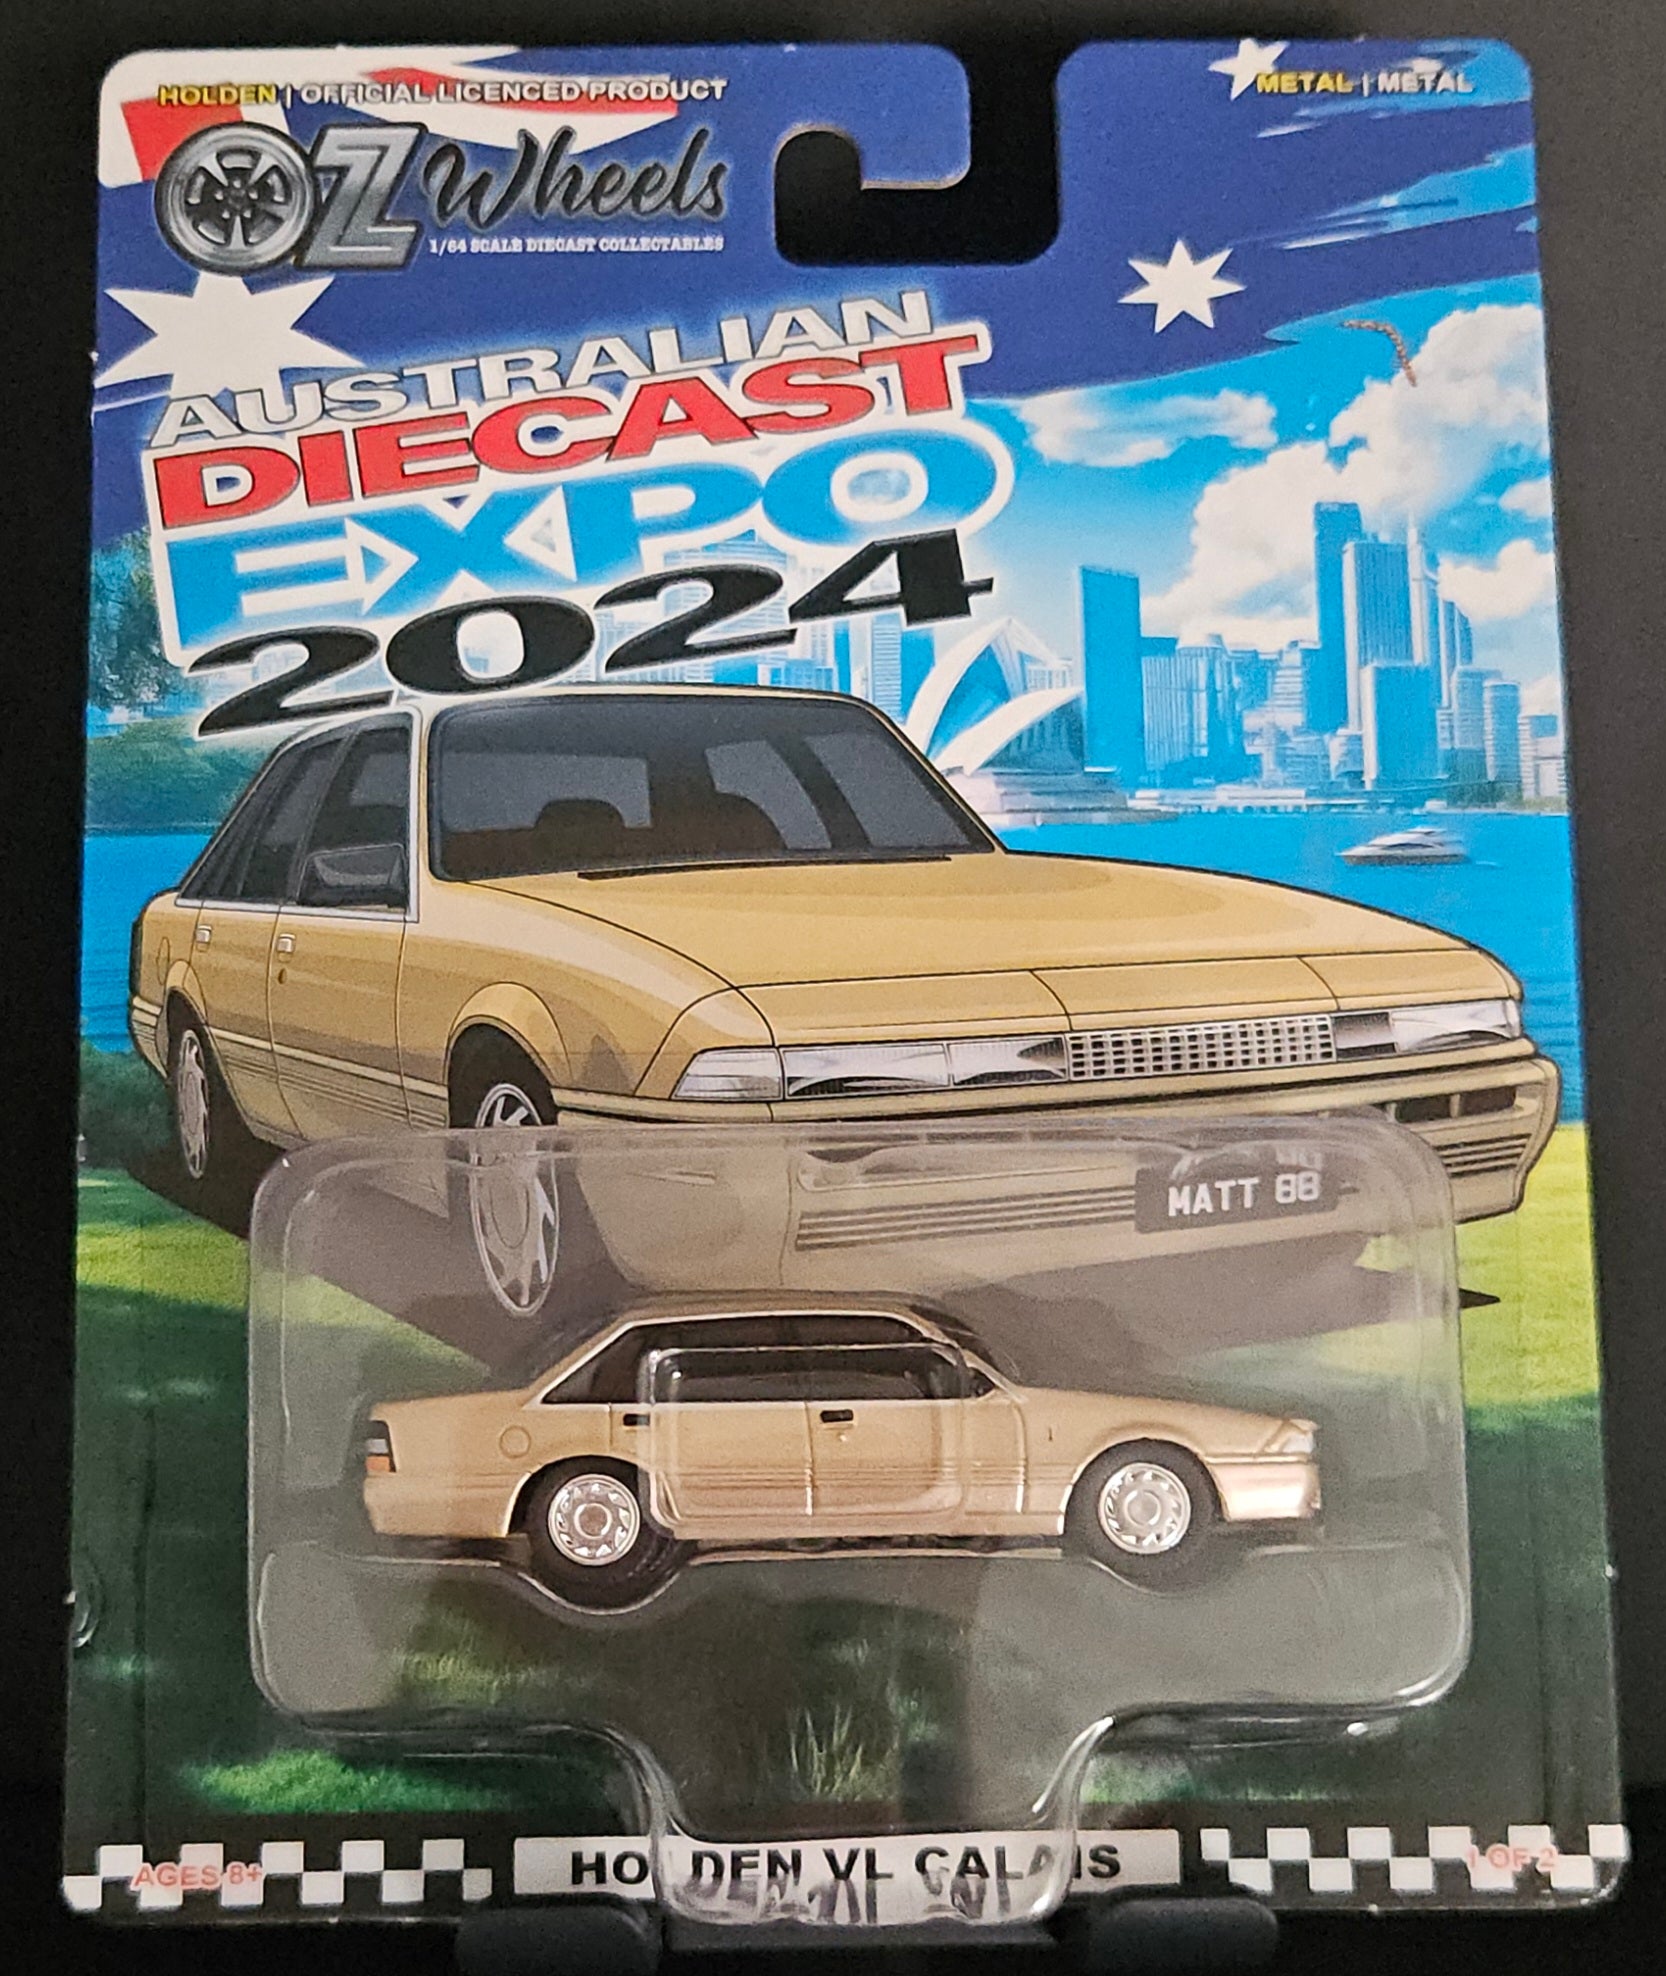 HOLDEN | OFFICIAL LICENCED PRODUCT
METAL | METAL
OZ Wheels
1/64 SCALE DIECAST COLLECTABLES
AUSTRALIAN
DIECAST
EXPO
2024
MATT 88
AGES 8+
HOLDEN VL CALAIS
1 OF 2